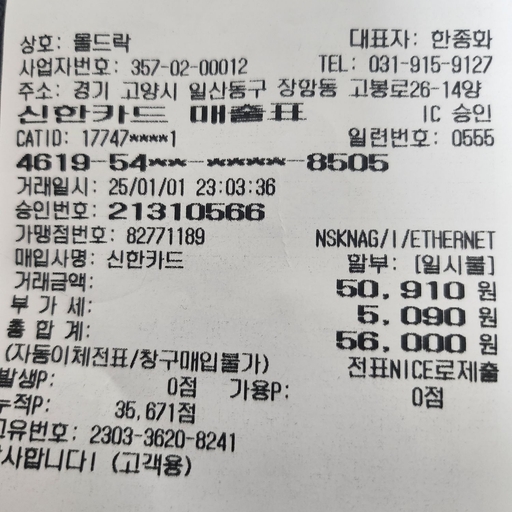 상호: 몰드락 대표자: 한종화
사업자번호: 357-02-00012 TEL: 031-915-9127
주소: 경기 고양시 일산동구 장항동 고봉로26-14양
신한카드 매출표 IC 승인
CATID: 17747****1 일련번호: 0555
4619-54**-****-8505
거래일시: 25/01/01 23:03:36
승인번호: 21310566
가맹점번호: 82771189 NSKNAG/I/ETHERNET
매입사명: 신한카드 할부: [일시불]
거래금액: 50,910 원
부 가 세: 5,090 원
총 합 계: 56,000 원
(자동이체전표/창구매입불가) 전표NICE로제출
발생P: 0점 가용P: 0점
누적P: 35,671점
고유번호: 2303-3620-8241
사합니다! (고객용)